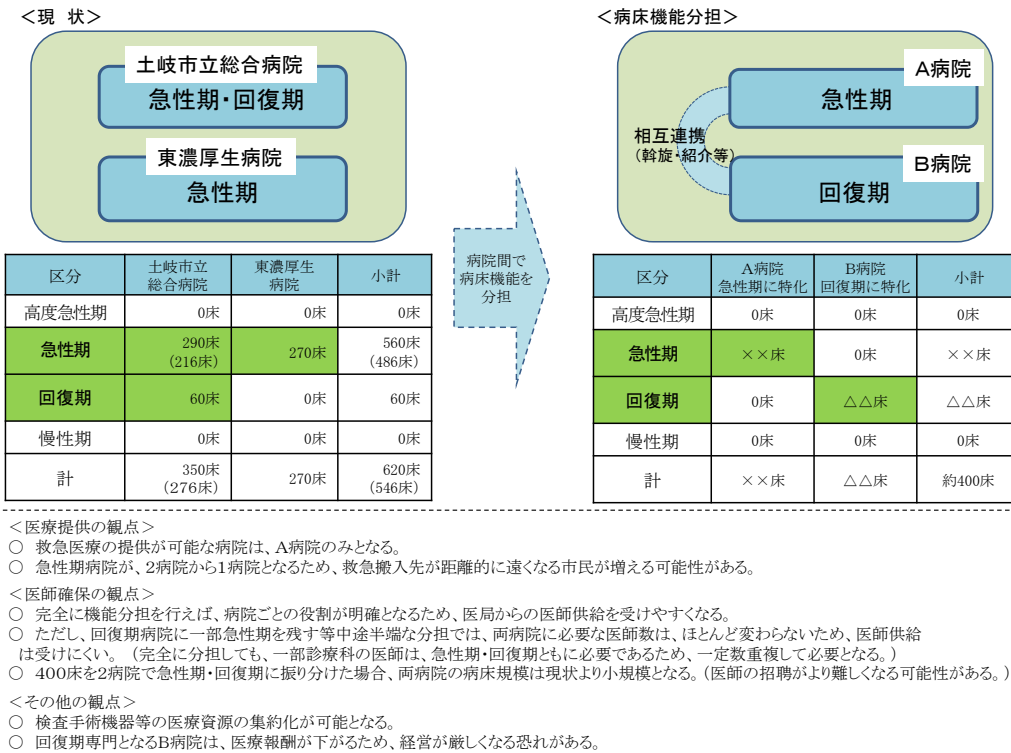 ＜現 状＞
土岐市立総合病院
急性期・回復期
東濃厚生病院
急性期
区分 土岐市立総合病院 東濃厚生病院 小計
高度急性期 0床 0床 0床
急性期 290床(216床) 270床 560床(486床)
回復期 60床 0床 60床
慢性期 0床 0床 0床
計 350床(276床) 270床 620床(546床)
病院間で
病床機能を
分担
＜病床機能分担＞
A病院
急性期
相互連携
（斡旋・紹介等）
B病院
回復期
区分 A病院急性期に特化 B病院回復期に特化 小計
高度急性期 0床 0床 0床
急性期 ××床 0床 ××床
回復期 0床 △△床 △△床
慢性期 0床 0床 0床
計 ××床 △△床 約400床
＜医療提供の観点＞
○ 救急医療の提供が可能な病院は、A病院のみとなる。
○ 急性期病院が、2病院から1病院となるため、救急搬入先が距離的に遠くなる市民が増える可能性がある。
＜医師確保の観点＞
○ 完全に機能分担を行えば、病院ごとの役割が明確となるため、医局からの医師供給を受けやすくなる。
○ ただし、回復期病院に一部急性期を残す等中途半端な分担では、両病院に必要な医師数は、ほとんど変わらないため、医師供給
は受けにくい。（完全に分担しても、一部診療科の医師は、急性期・回復期ともに必要であるため、一定数重複して必要となる。）
○ 400床を2病院で急性期・回復期に振り分けた場合、両病院の病床規模は現状より小規模となる。（医師の招聘がより難しくなる可能性がある。）
＜その他の観点＞
○ 検査手術機器等の医療資源の集約化が可能となる。
○ 回復期専門となるB病院は、医療報酬が下がるため、経営が厳しくなる恐れがある。